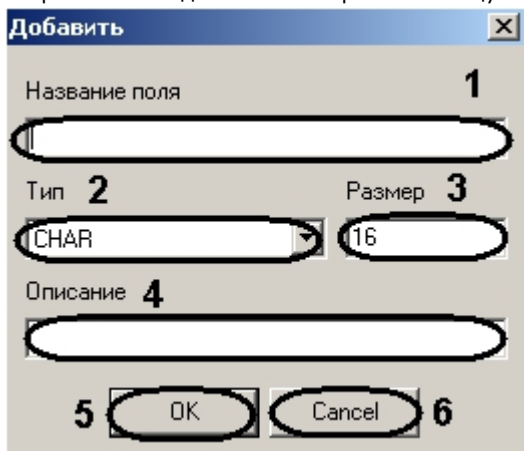 Добавить
Название поля 1
Тип 2 Размер 3
CHAR 16
Описание 4
5 OK Cancel 6